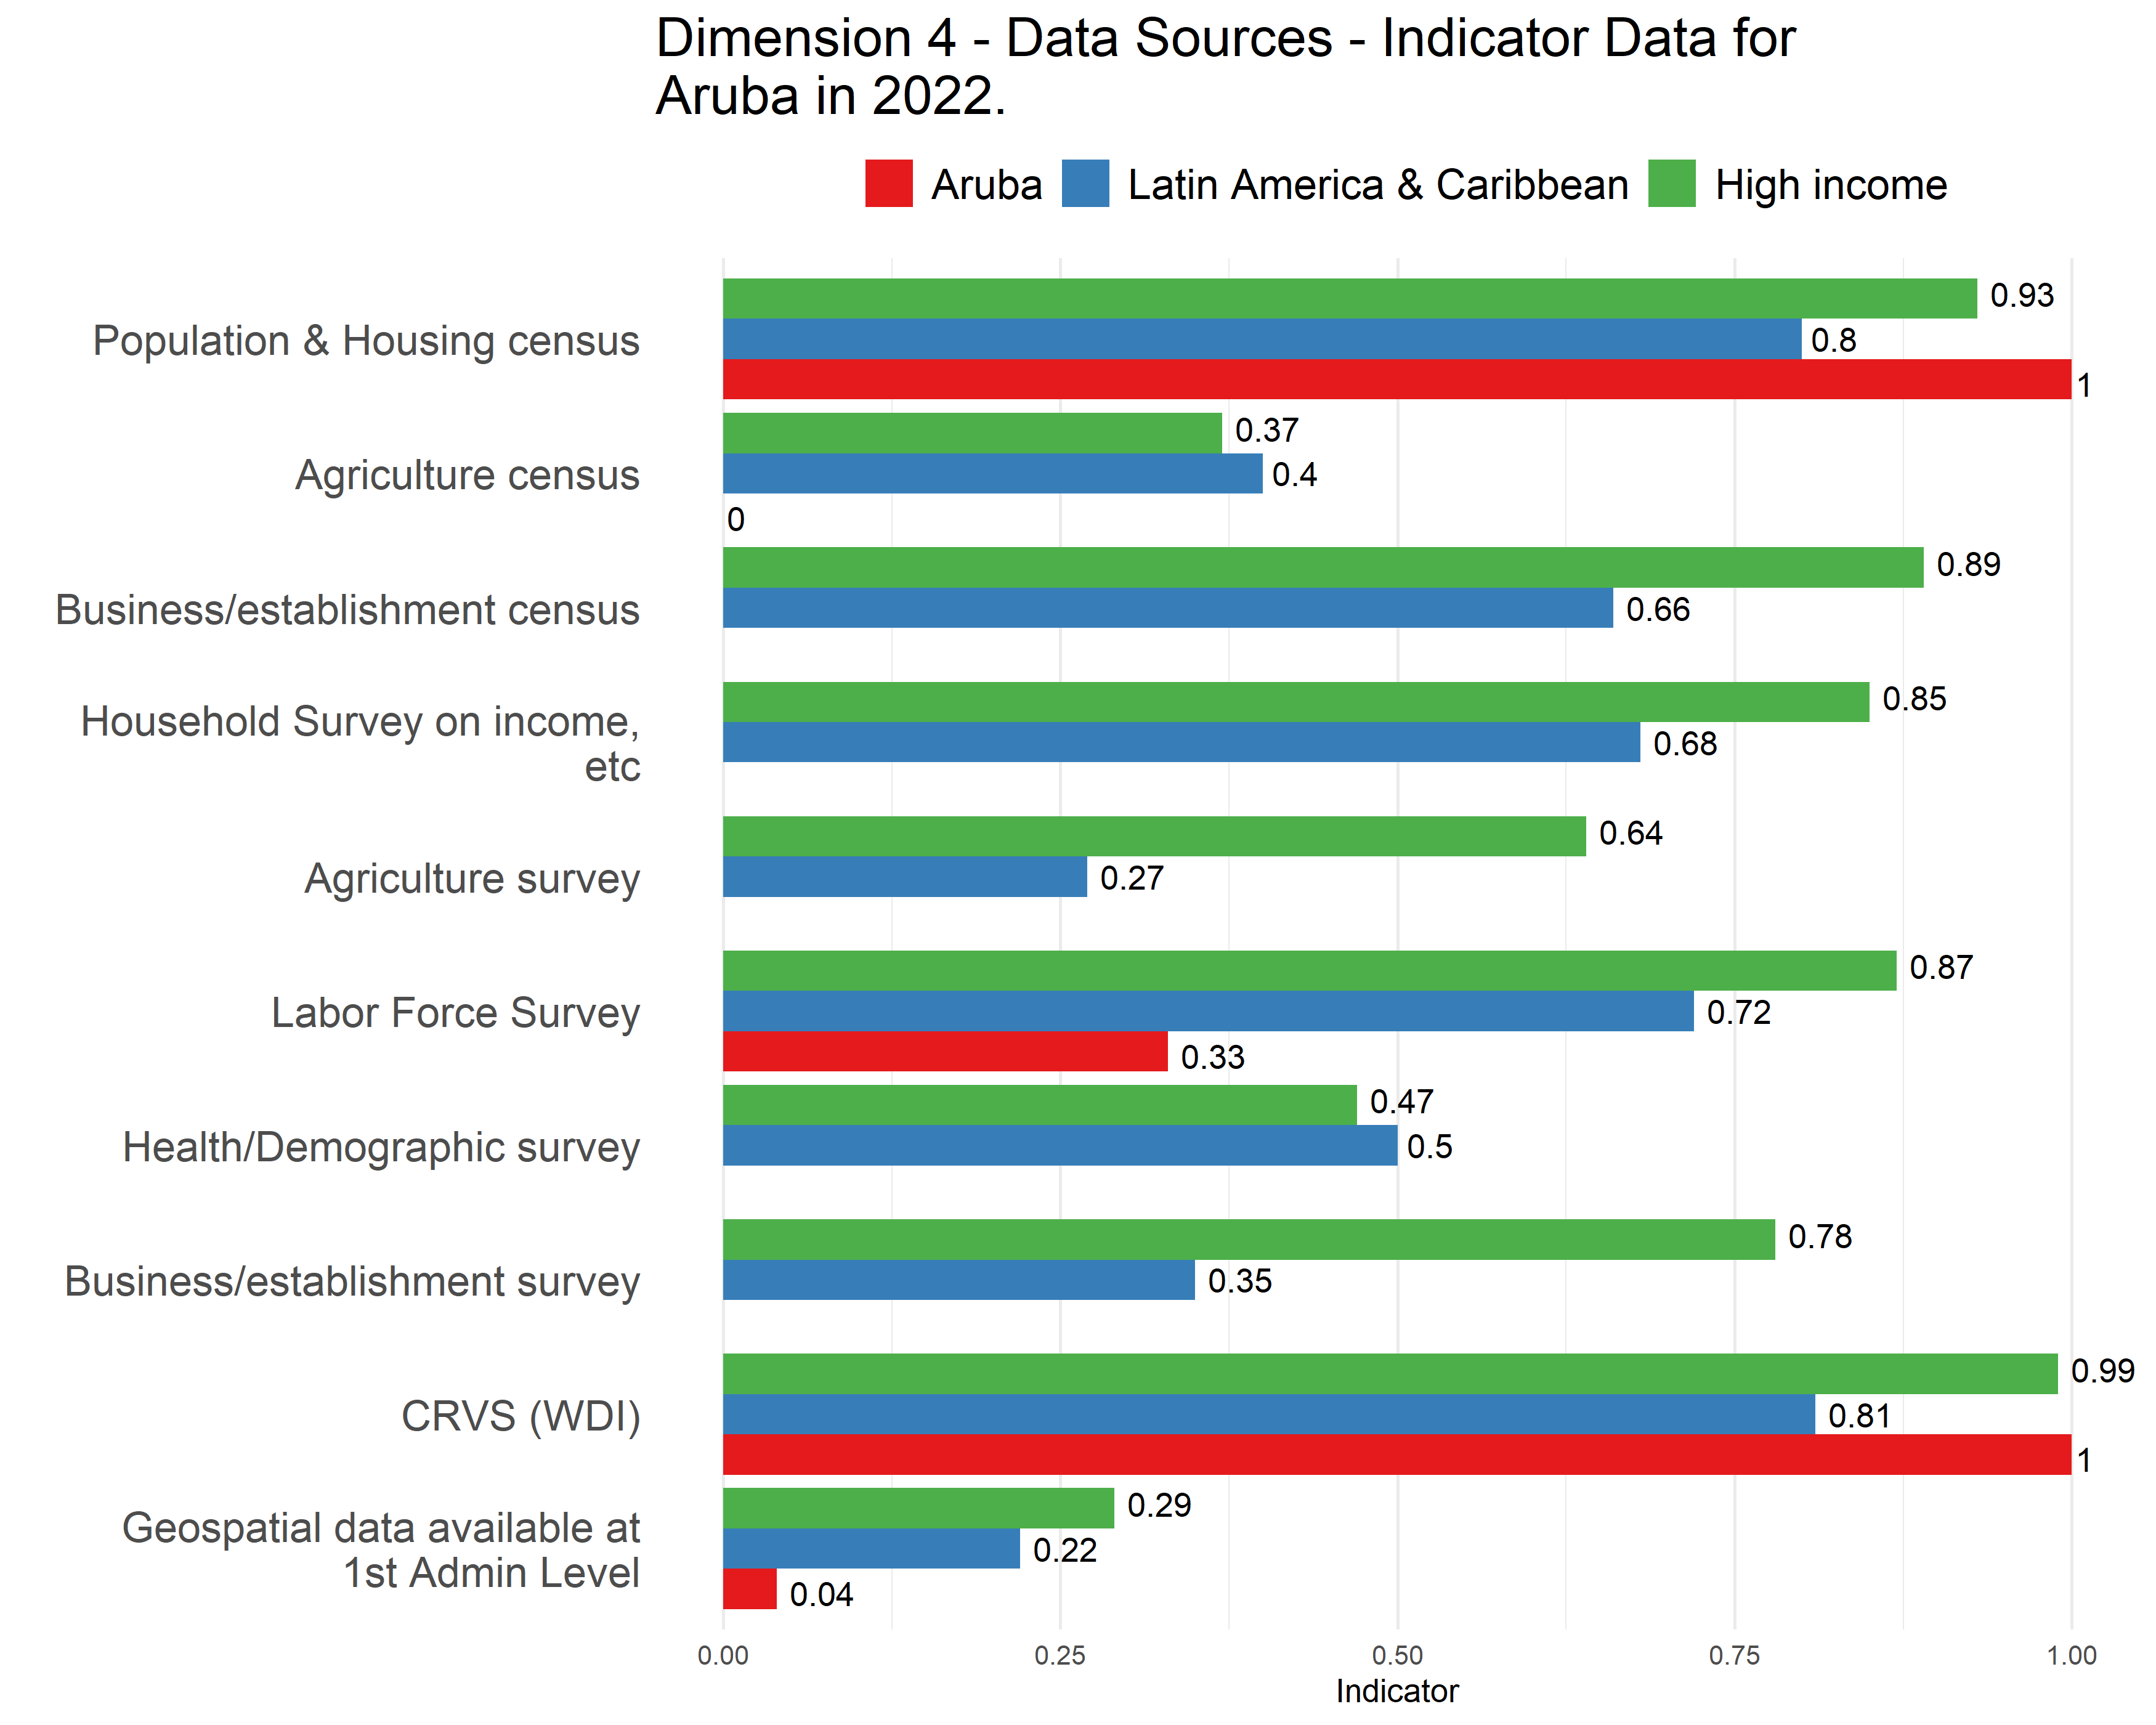 Dimension 4 - Data Sources - Indicator Data for
Aruba in 2022.
Aruba
Latin America & Caribbean
High income
Population & Housing census
0.93
0.8
1
Agriculture census
0.37
0.4
0
Business/establishment census
0.89
0.66
Household Survey on income,
etc
0.85
0.68
Agriculture survey
0.64
0.27
Labor Force Survey
0.87
0.72
0.33
Health/Demographic survey
0.47
0.5
Business/establishment survey
0.78
0.35
CRVS (WDI)
0.99
0.81
1
Geospatial data available at
1st Admin Level
0.29
0.22
0.04
0.00
0.25
0.50
0.75
1.00
Indicator